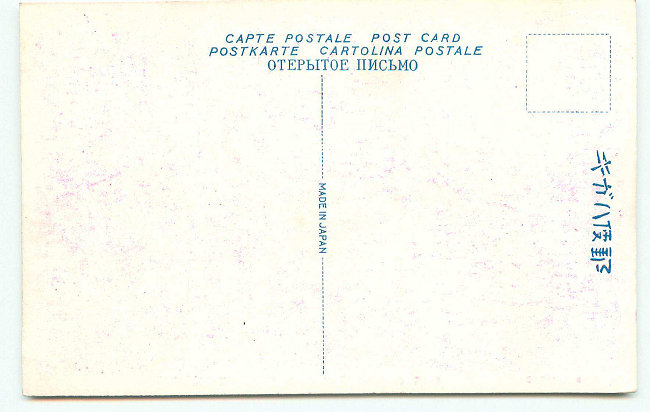 CAPTE POSTALE POST CARD
POSTKARTE CARTOLINA POSTALE
ОТЕРЫТОЕ ПИСЬМО
MADE IN JAPAN
郵便ハガキ